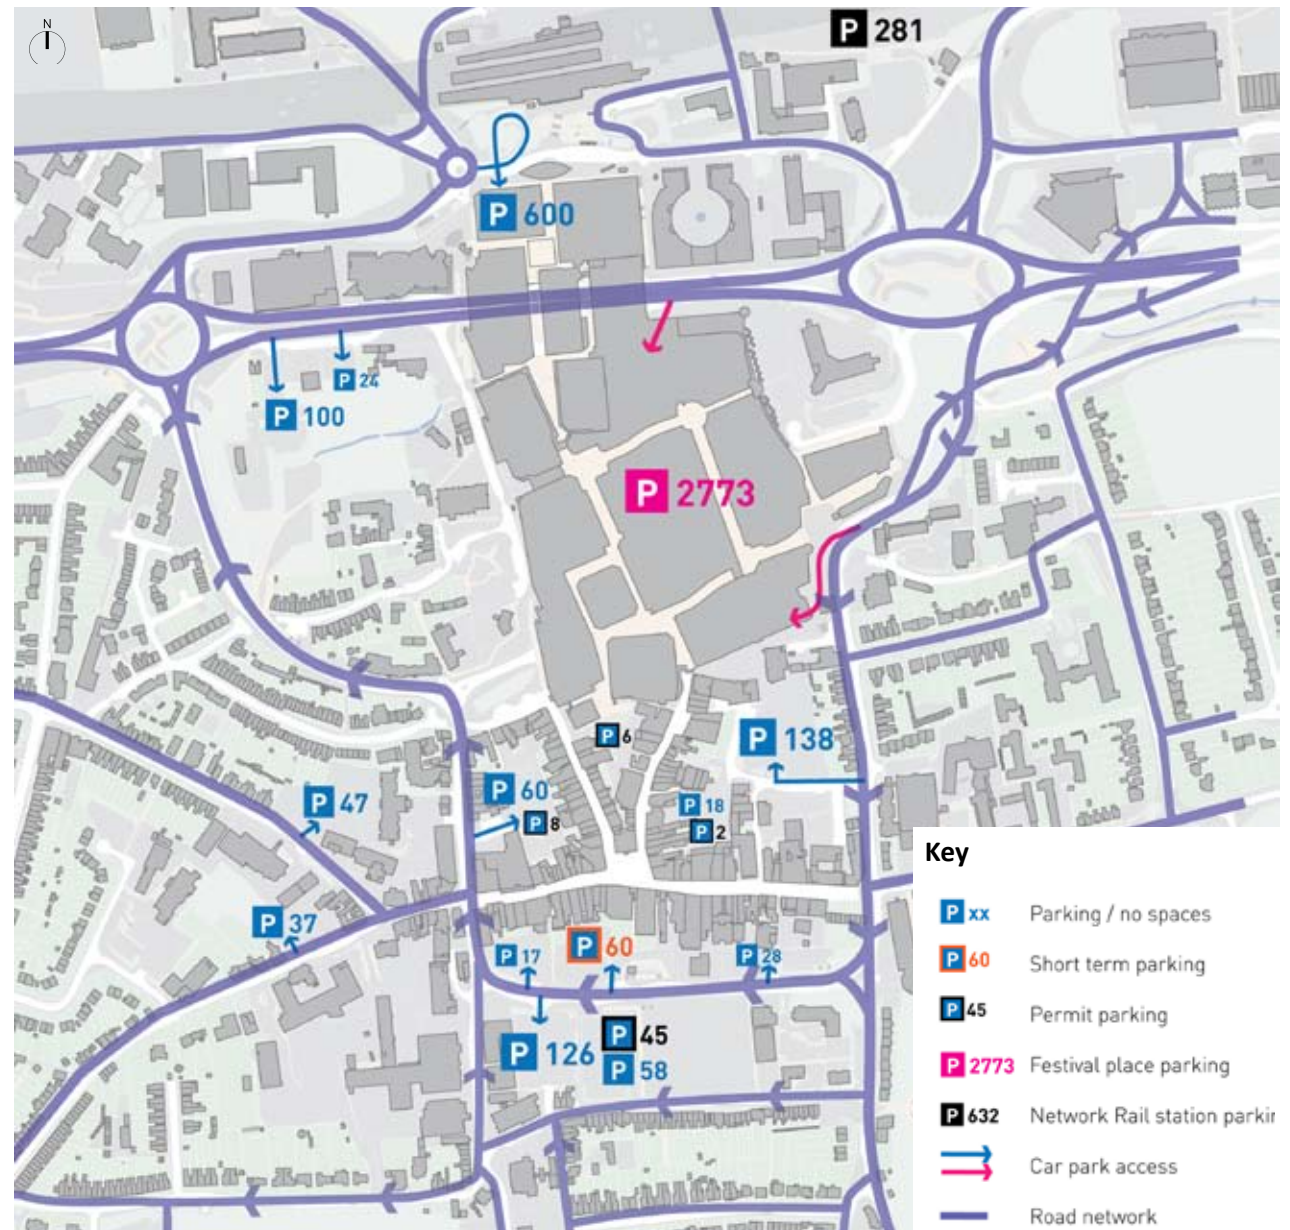 N
P 281
P 600
P 24
P 100
P 2773
P 6
P 138
P 60
P 47
P 8
P 18
P 2
P 37
P 17
P 60
P 28
P 45
P 126
P 58
Key
P xx Parking / no spaces
P 60 Short term parking
P 45 Permit parking
P 2773 Festival place parking
P 632 Network Rail station parkin
Car park access
Road network